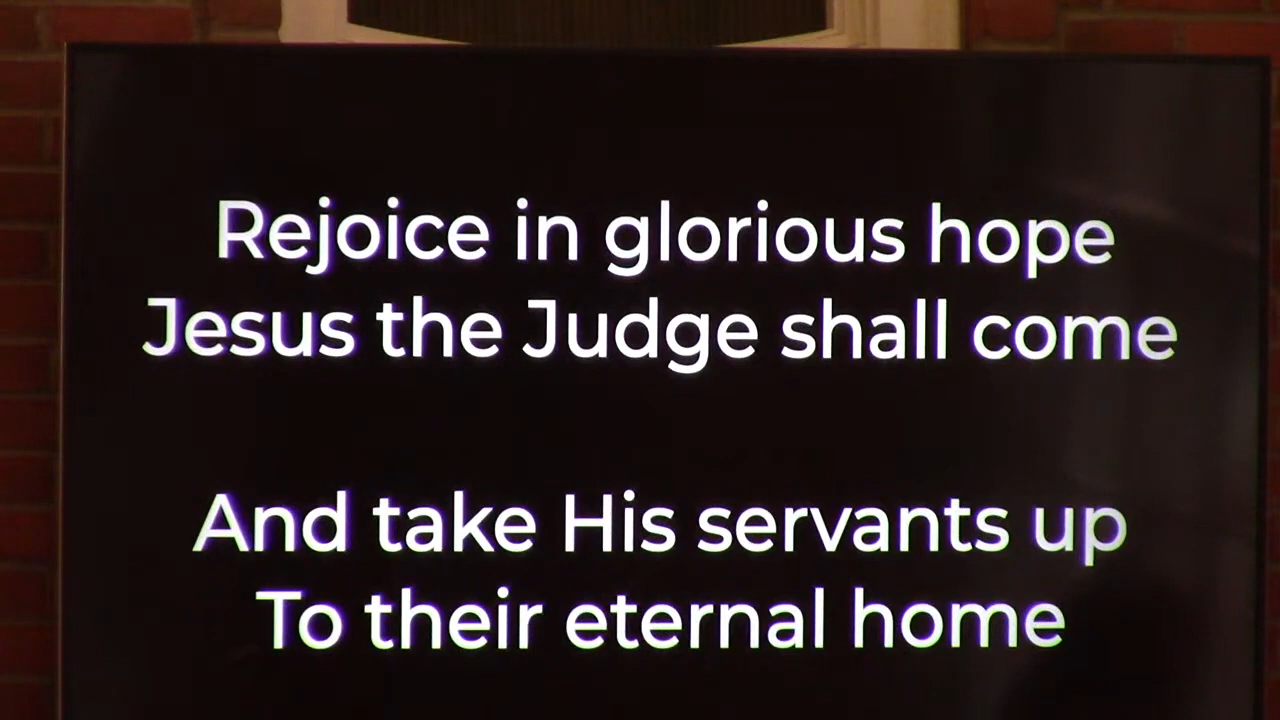 Rejoice in glorious hope
Jesus the Judge shall come
And take His servants up
To their eternal home